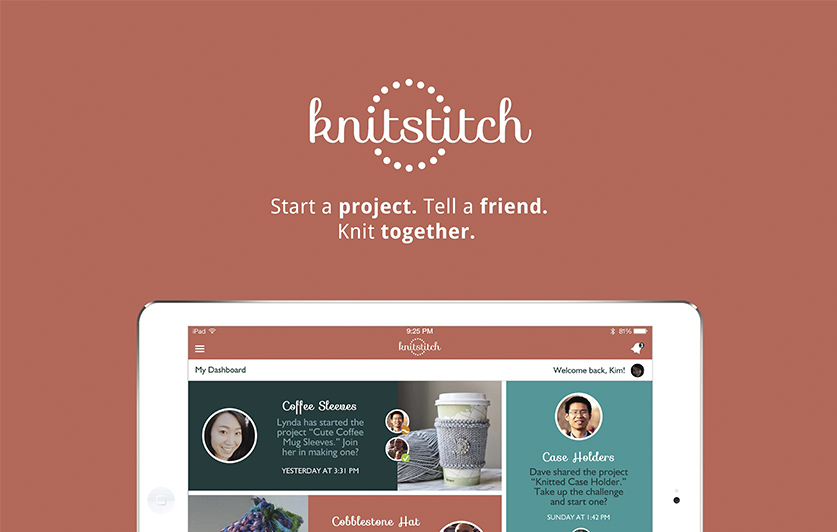 knitstitch
Start a project. Tell a friend.
Knit together.
iPad 9:25 PM 81%
knitstitch
My Dashboard Welcome back, Kim!
Coffee Sleeves
Lynda has started the
project “Cute Coffee
Mug Sleeves.” Join
her in making one?
YESTERDAY AT 3:31 PM
Case Holders
Dave shared the project
“Knitted Case Holder.”
Take up the challenge
and start one?
SUNDAY AT 1:42 PM
Cobblestone Hat